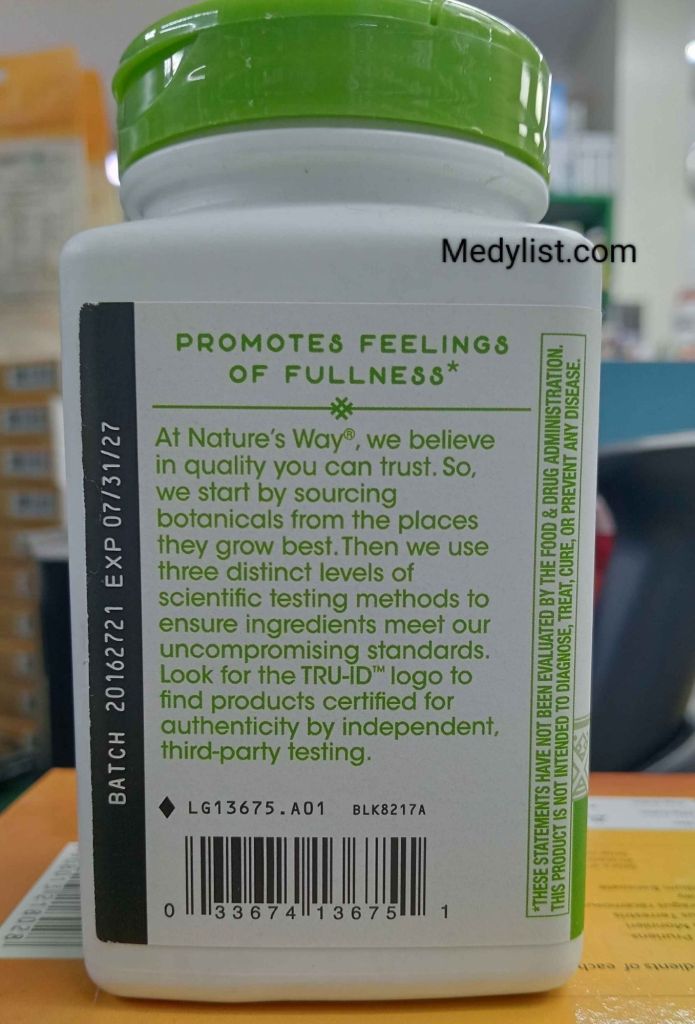 Medylist.com
PROMOTES FEELINGS
OF FULLNESS*
At Nature's Way®, we believe
in quality you can trust. So,
we start by sourcing
botanicals from the places
they grow best. Then we use
three distinct levels of
scientific testing methods to
ensure ingredients meet our
uncompromising standards.
Look for the TRU-ID™ logo to
find products certified for
authenticity by independent,
third-party testing.
LG13675.A01 BLK8217A
0 33674 13675 1
BATCH 20162721 EXP 07/31/27
*THESE STATEMENTS HAVE NOT BEEN EVALUATED BY THE FOOD & DRUG ADMINISTRATION.
THIS PRODUCT IS NOT INTENDED TO DIAGNOSE, TREAT, CURE, OR PREVENT ANY DISEASE.